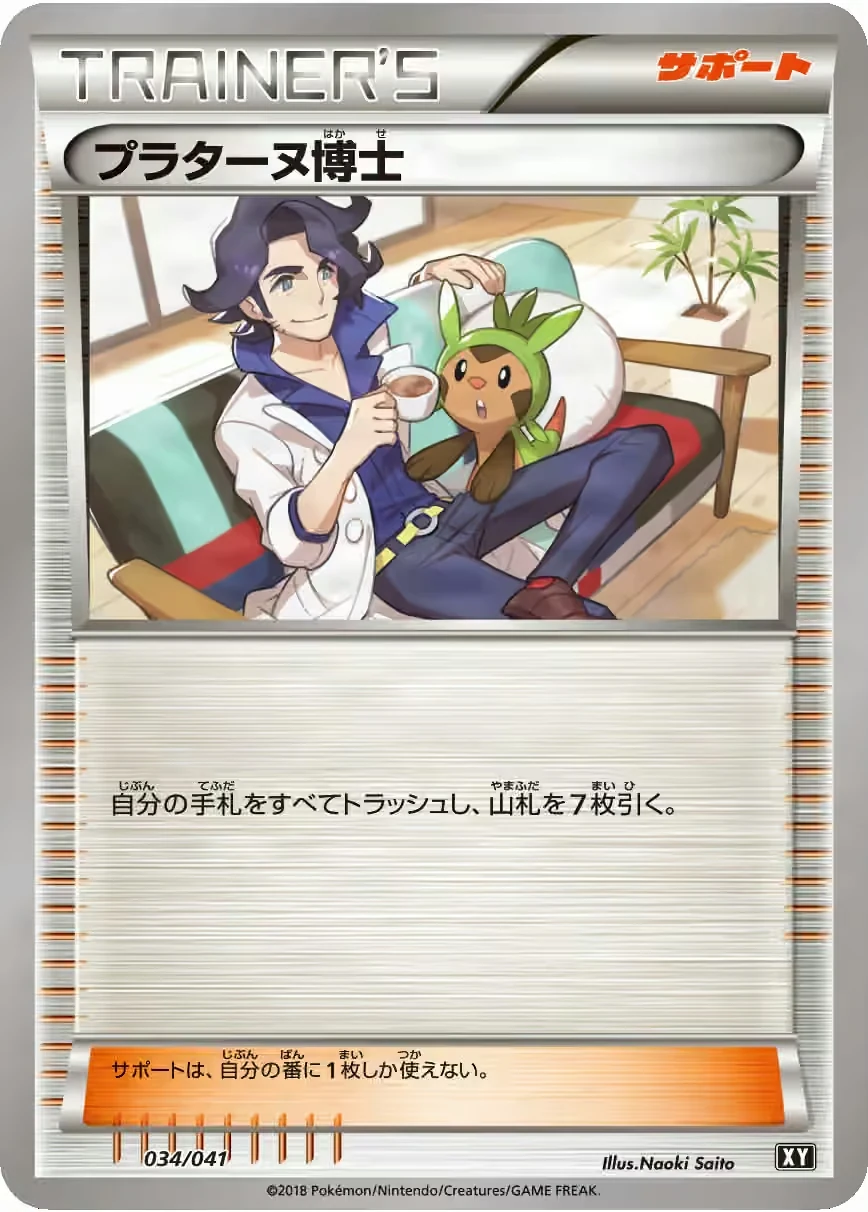 TRAINER'S
サポート
はかせ
プラターヌ博士
じぶん てふだ やまふだ まい ひ
自分の手札をすべてトラッシュし、山札を7枚引く。
じぶん ばん まい つか
サポートは、自分の番に1枚しか使えない。
034/041
Illus.Naoki Saito
XY
©2018 Pokémon/Nintendo/Creatures/GAME FREAK.